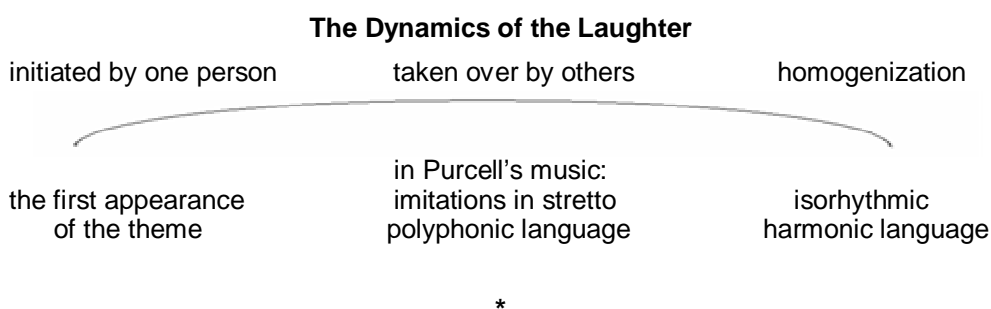 The Dynamics of the Laughter
initiated by one person taken over by others homogenization
in Purcell's music:
the first appearance imitations in stretto isorhythmic
of the theme polyphonic language harmonic language
*